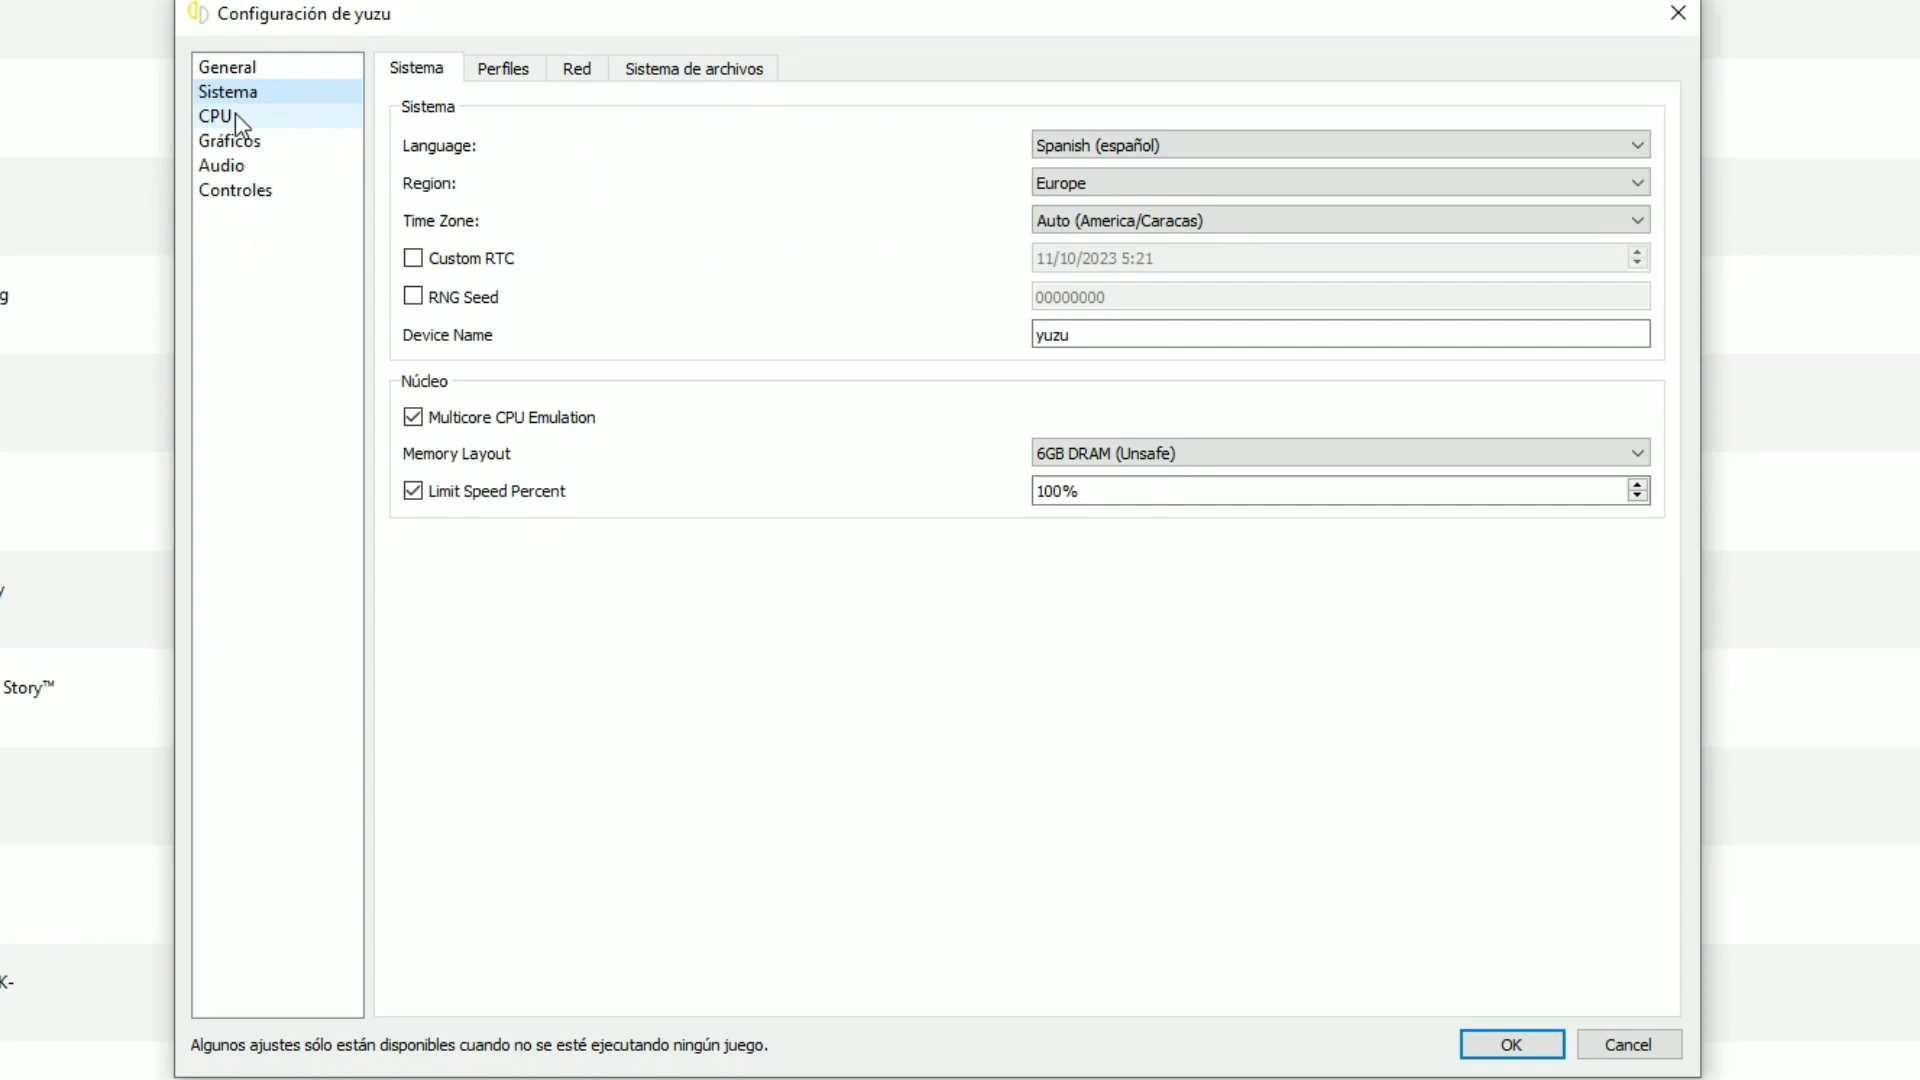 Configuración de yuzu
General
Sistema
CPU
Gráficos
Audio
Controles
Sistema Perfiles Red Sistema de archivos
Sistema
Language: Spanish (español)
Region: Europe
Time Zone: Auto (America/Caracas)
Custom RTC 11/10/2023 5:21
RNG Seed 00000000
Device Name yuzu
Núcleo
Multicore CPU Emulation
Memory Layout 6GB DRAM (Unsafe)
Limit Speed Percent 100%
g
y
Story™
K-
Algunos ajustes sólo están disponibles cuando no se esté ejecutando ningún juego.
OK Cancel